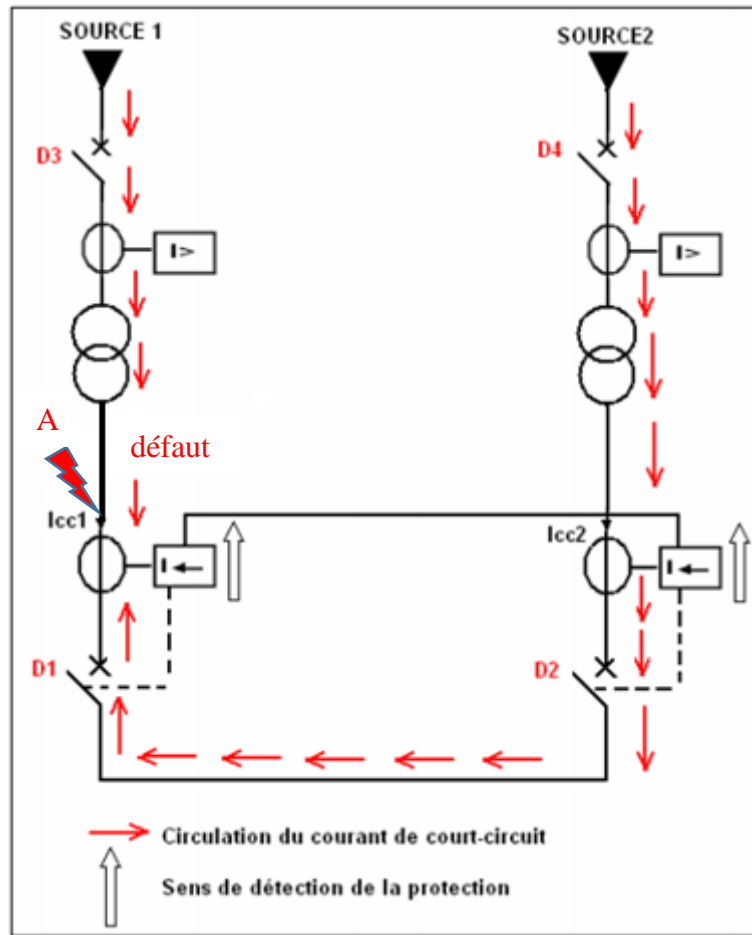 SOURCE 1
SOURCE2
D3
D4
I>
I>
A
défaut
Icc1
Icc2
I
I
D1
D2
Circulation du courant de court-circuit
Sens de détection de la protection